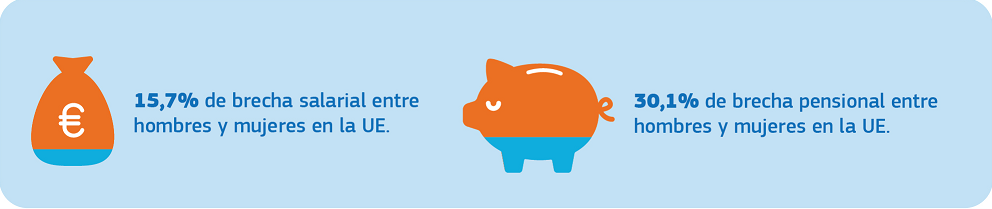 €
15,7% de brecha salarial entre
hombres y mujeres en la UE.
30,1% de brecha pensional entre
hombres y mujeres en la UE.